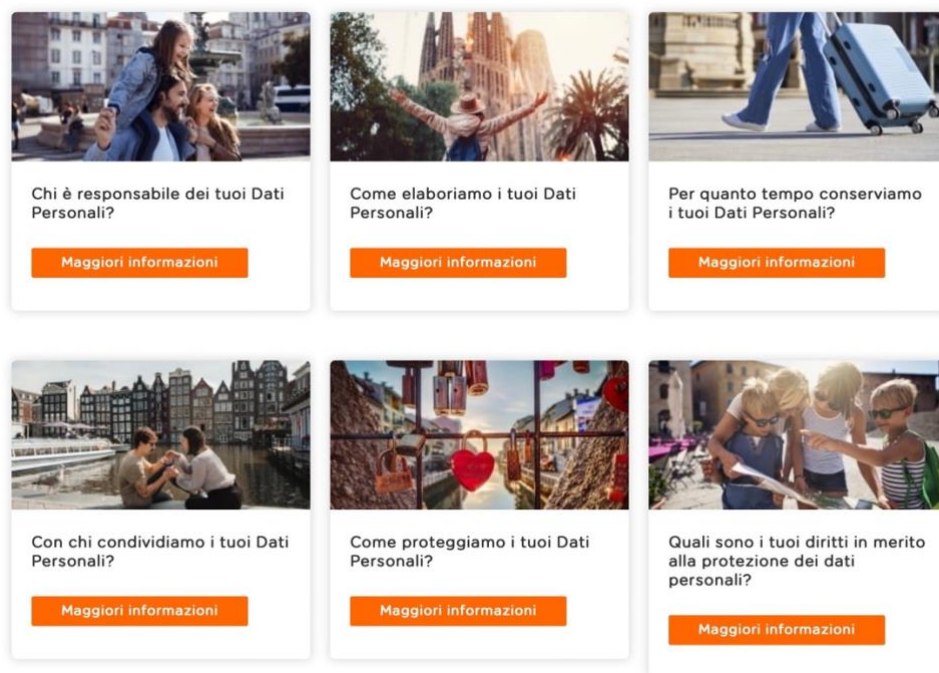 Chi è responsabile dei tuoi Dati
Personali?
Maggiori informazioni
Come elaboriamo i tuoi Dati
Personali?
Maggiori informazioni
Per quanto tempo conserviamo
i tuoi Dati Personali?
Maggiori informazioni
Con chi condividiamo i tuoi Dati
Personali?
Maggiori informazioni
Come proteggiamo i tuoi Dati
Personali?
Maggiori informazioni
Quali sono i tuoi diritti in merito
alla protezione dei dati
personali?
Maggiori informazioni